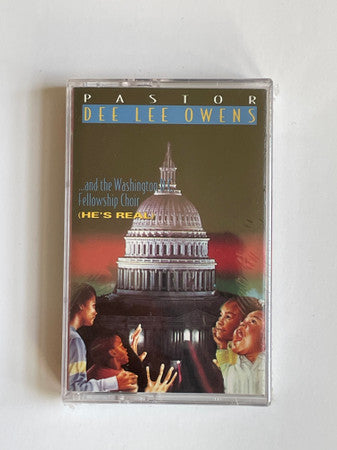 PASTOR
DEE LEE OWENS
...and the Washington
Fellowship Choir
(HE'S REAL)